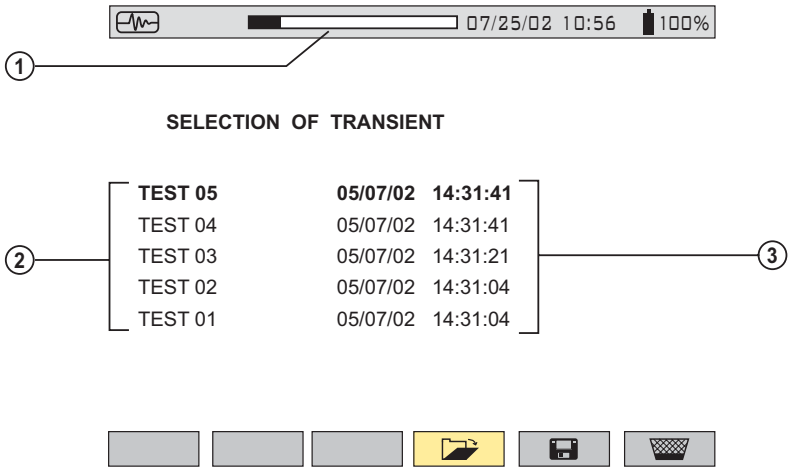 07/25/02 10:56 100%
1
SELECTION OF TRANSIENT
TEST 05 05/07/02 14:31:41
TEST 04 05/07/02 14:31:41
2 TEST 03 05/07/02 14:31:21 3
TEST 02 05/07/02 14:31:04
TEST 01 05/07/02 14:31:04